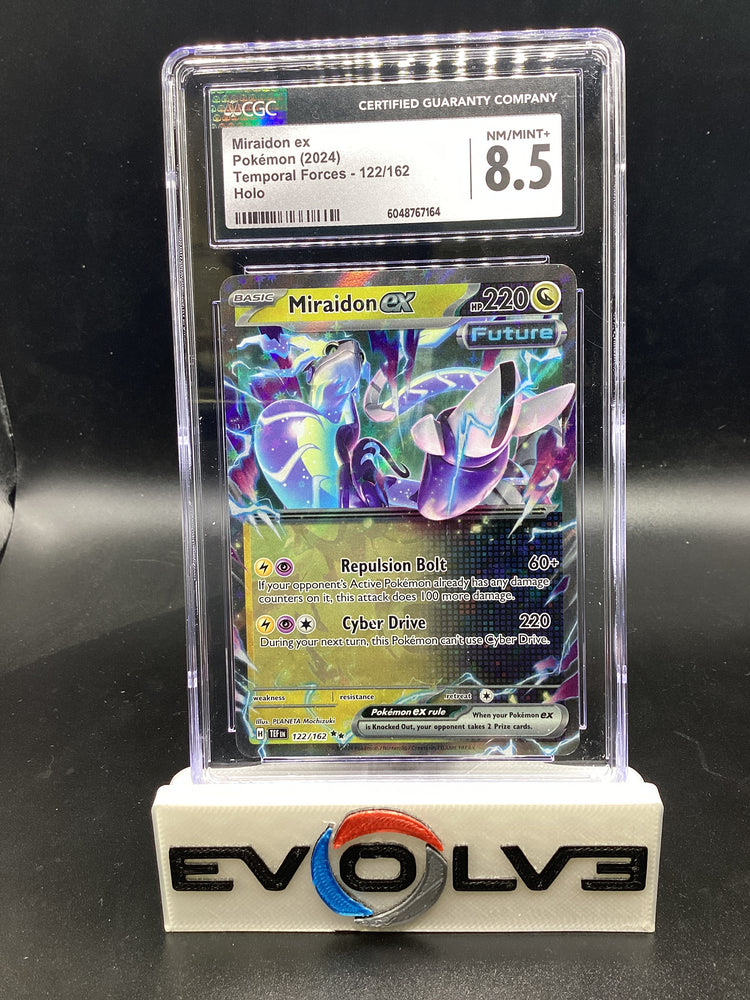 CGC
CERTIFIED GUARANTY COMPANY
Miraidon ex
Pokémon (2024)
Temporal Forces - 122/162
Holo
NM/MINT+
8.5
6048767164
BASIC
Miraidon ex
HP 220
Future
Repulsion Bolt 60+
If your opponent's Active Pokémon already has any damage
counters on it, this attack does 100 more damage.
Cyber Drive 220
During your next turn, this Pokémon can't use Cyber Drive.
weakness resistance retreat
Illus. PLANETA Mochizuki
H TEF EN 122/162
Pokémon ex rule When your Pokémon ex
is Knocked Out, your opponent takes 2 Prize cards.
EVOLVE